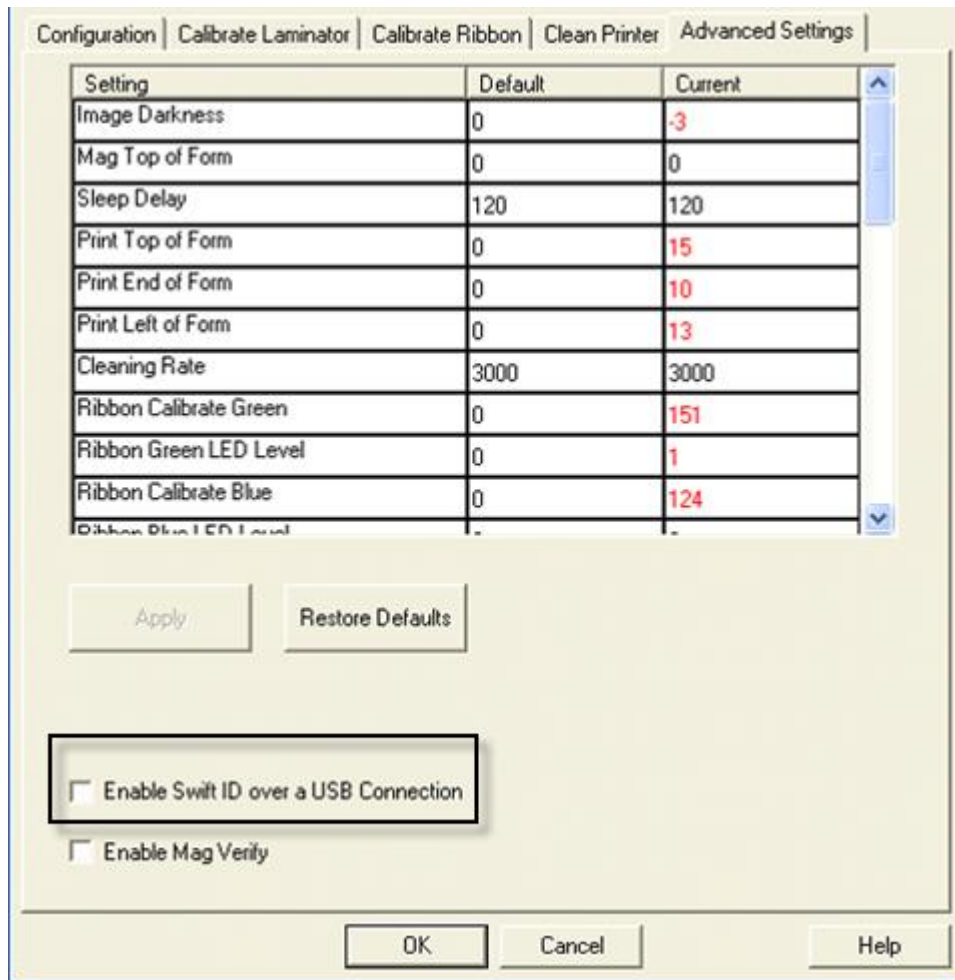 Configuration Calibrate Laminator Calibrate Ribbon Clean Printer Advanced Settings
Setting Default Current
Image Darkness 0 -3
Mag Top of Form 0 0
Sleep Delay 120 120
Print Top of Form 0 15
Print End of Form 0 10
Print Left of Form 0 13
Cleaning Rate 3000 3000
Ribbon Calibrate Green 0 151
Ribbon Green LED Level 0 1
Ribbon Calibrate Blue 0 124
Ribbon Blue LED Level
Apply Restore Defaults
Enable Swift ID over a USB Connection
Enable Mag Verify
OK Cancel Help